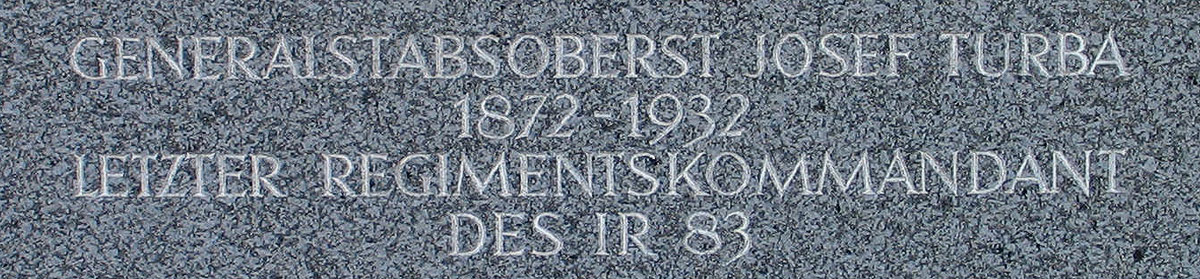 GENERALSTABSOBERST JOSEF TURBA
1872-1932
LETZTER REGIMENTSKOMMANDANT
DES IR 83